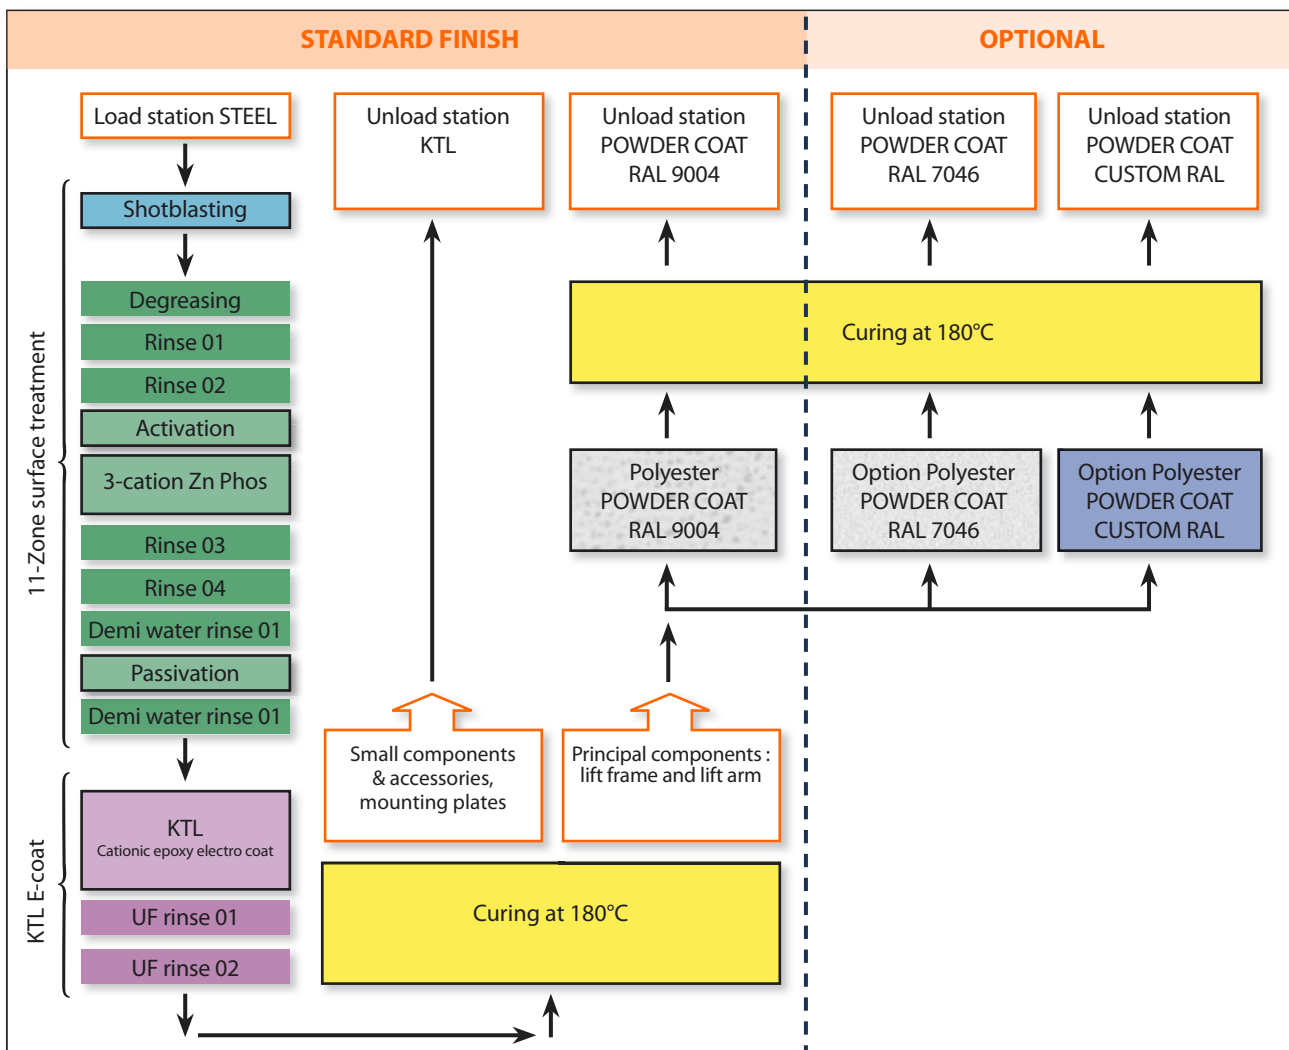 STANDARD FINISH
OPTIONAL
Load station STEEL
Shotblasting
11-Zone surface treatment
Degreasing
Rinse 01
Rinse 02
Activation
3-cation Zn Phos
Rinse 03
Rinse 04
Demi water rinse 01
Passivation
Demi water rinse 01
KTL E-coat
KTL
Cationic epoxy electro coat
UF rinse 01
UF rinse 02
Curing at 180°C
Small components
& accessories,
mounting plates
Principal components :
lift frame and lift arm
Unload station
KTL
Polyester
POWDER COAT
RAL 9004
Option Polyester
POWDER COAT
RAL 7046
Option Polyester
POWDER COAT
CUSTOM RAL
Curing at 180°C
Unload station
POWDER COAT
RAL 9004
Unload station
POWDER COAT
RAL 7046
Unload station
POWDER COAT
CUSTOM RAL